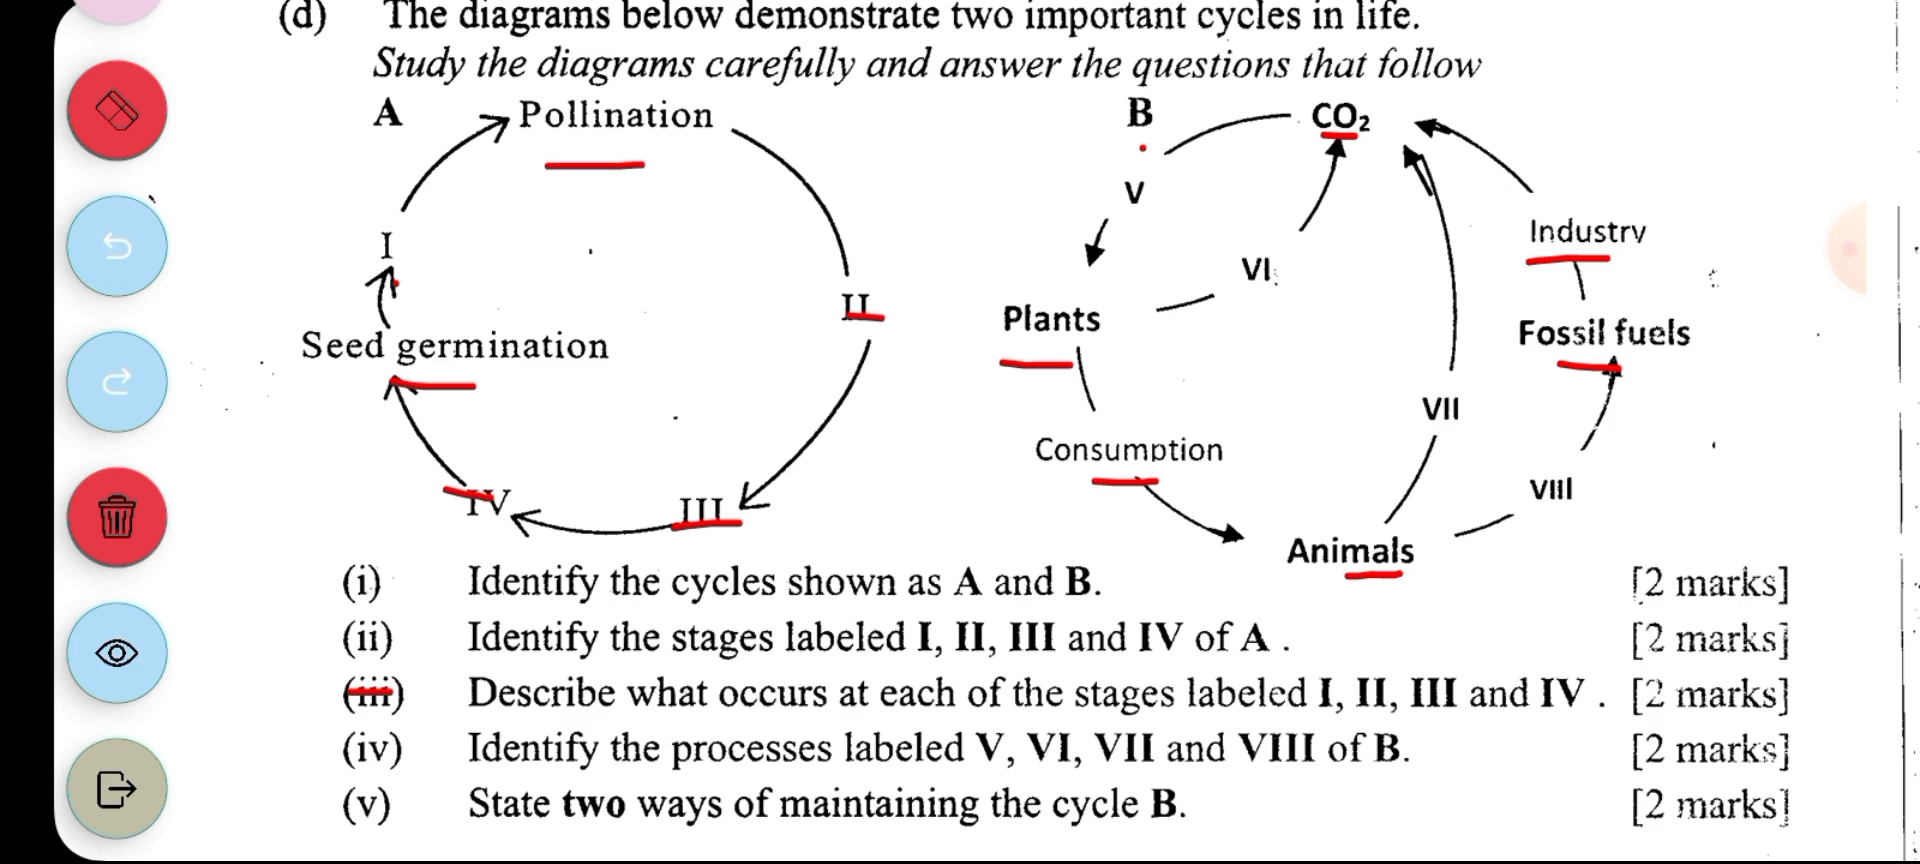 (d) The diagrams below demonstrate two important cycles in life.
Study the diagrams carefully and answer the questions that follow
A
Pollination
I
II
Seed germination
IV
III
B
CO₂
V
VI
Industry
Plants
Fossil fuels
VII
Consumption
VIII
Animals
(i) Identify the cycles shown as A and B. [2 marks]
(ii) Identify the stages labeled I, II, III and IV of A . [2 marks]
(iii) Describe what occurs at each of the stages labeled I, II, III and IV . [2 marks]
(iv) Identify the processes labeled V, VI, VII and VIII of B. [2 marks]
(v) State two ways of maintaining the cycle B. [2 marks]